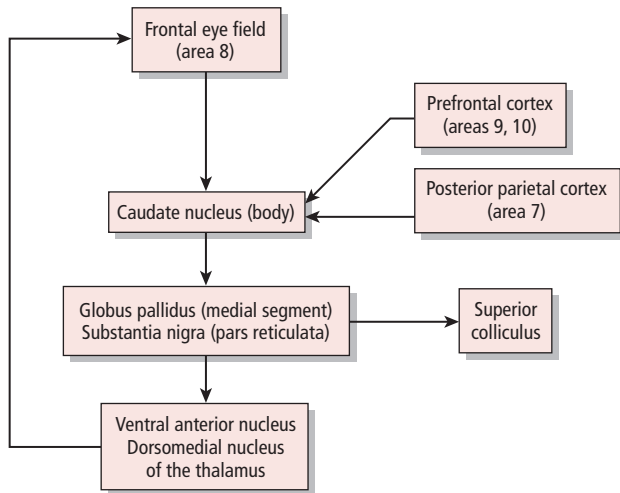 Frontal eye field
(area 8)
Prefrontal cortex
(areas 9, 10)
Posterior parietal cortex
(area 7)
Caudate nucleus (body)
Globus pallidus (medial segment)
Substantia nigra (pars reticulata)
Superior
colliculus
Ventral anterior nucleus
Dorsomedial nucleus
of the thalamus